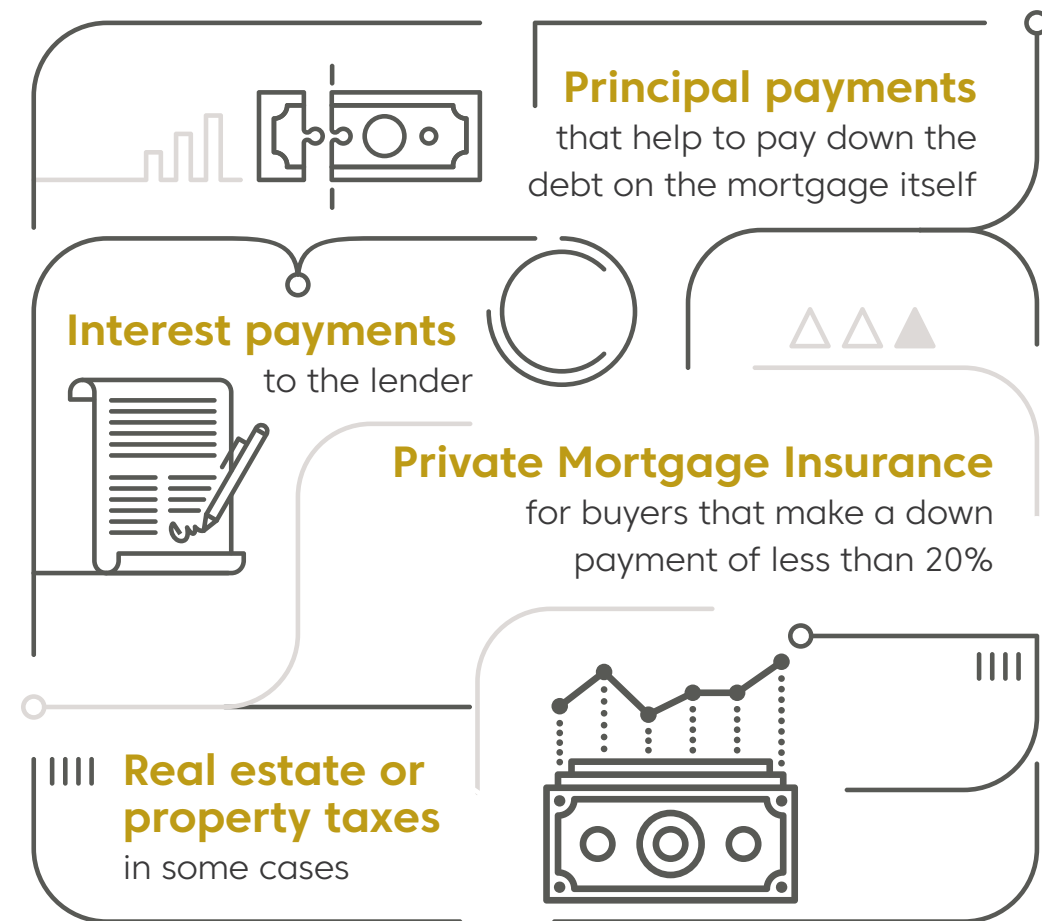 Principal payments
that help to pay down the
debt on the mortgage itself
Interest payments
to the lender
Private Mortgage Insurance
for buyers that make a down
payment of less than 20%
Real estate or
property taxes
in some cases